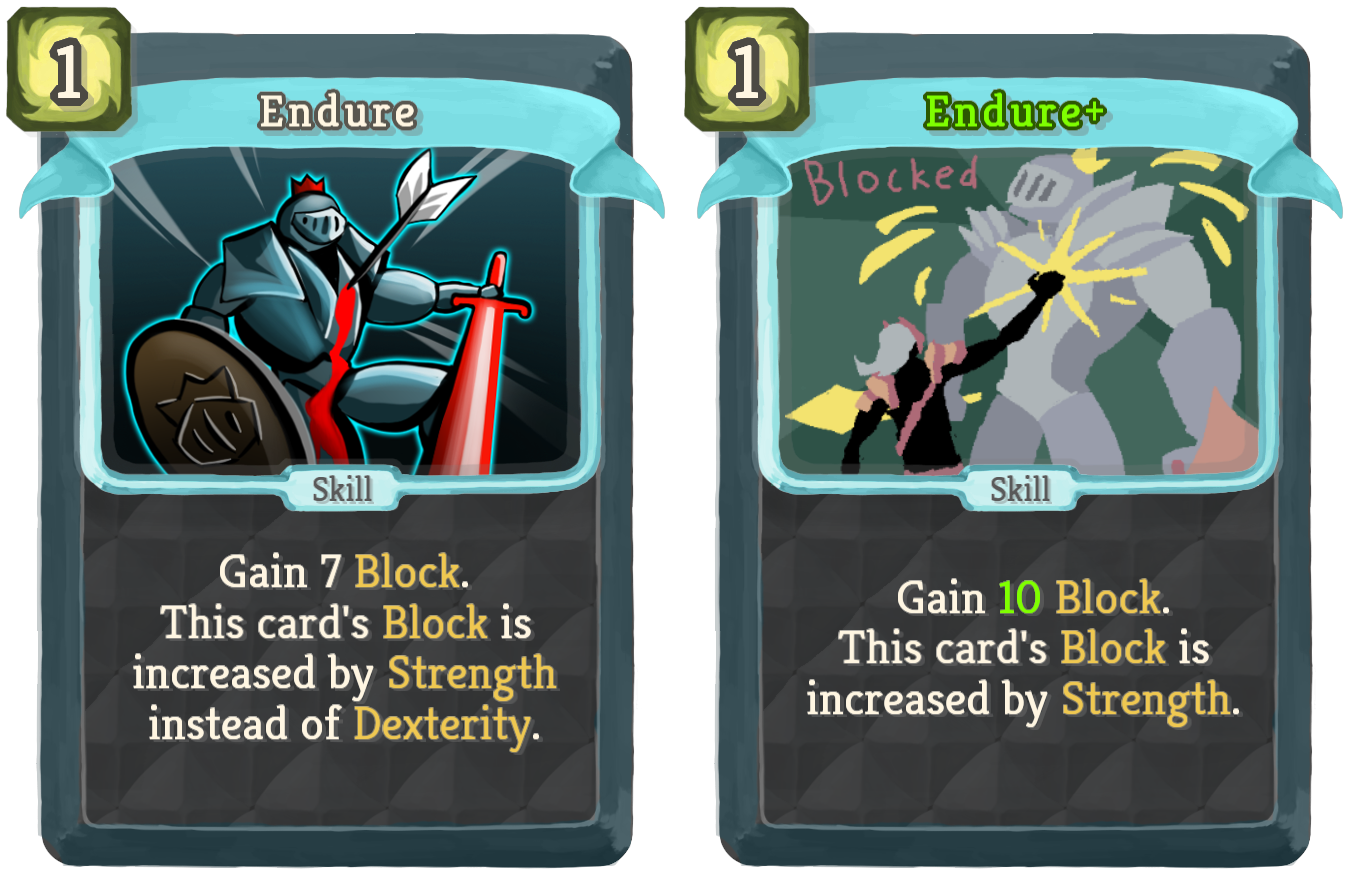 1
Endure
Skill
Gain 7 Block.
This card's Block is
increased by Strength
instead of Dexterity.
1
Endure+
Blocked
Skill
Gain 10 Block.
This card's Block is
increased by Strength.